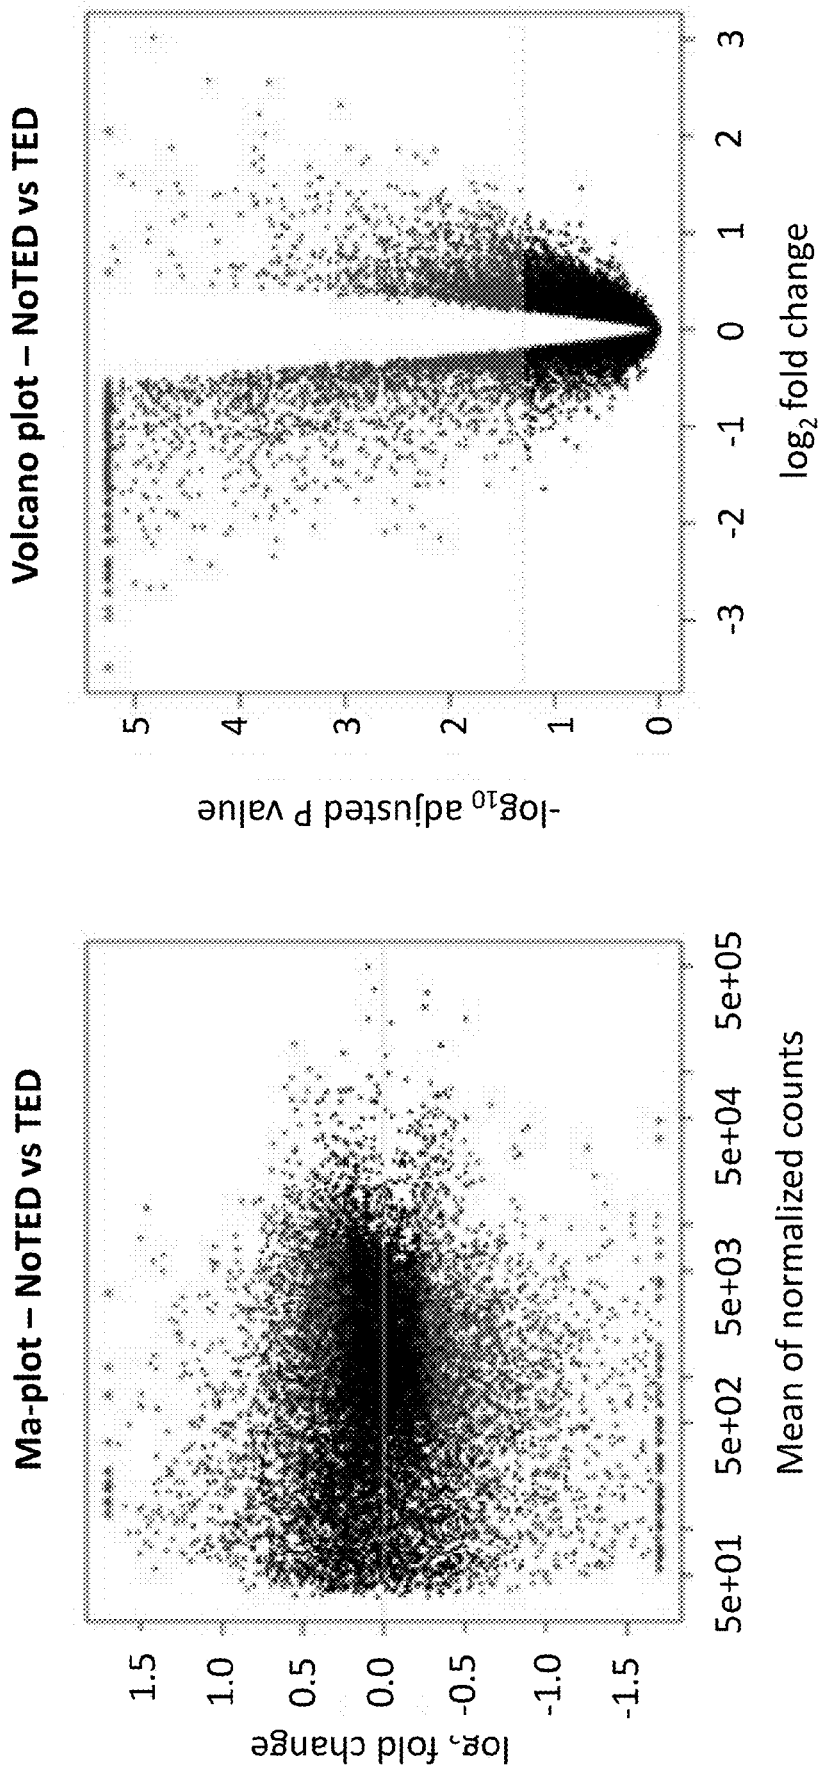 Ma-plot – NoTED vs TED
log₂ fold change
1.5
1.0
0.5
0.0
-0.5
-1.0
-1.5
5e+01
5e+02
5e+03
5e+04
5e+05
Mean of normalized counts
Volcano plot – NoTED vs TED
-log₁₀ adjusted P value
5
4
3
2
1
0
-3
-2
-1
0
1
2
3
log₂ fold change